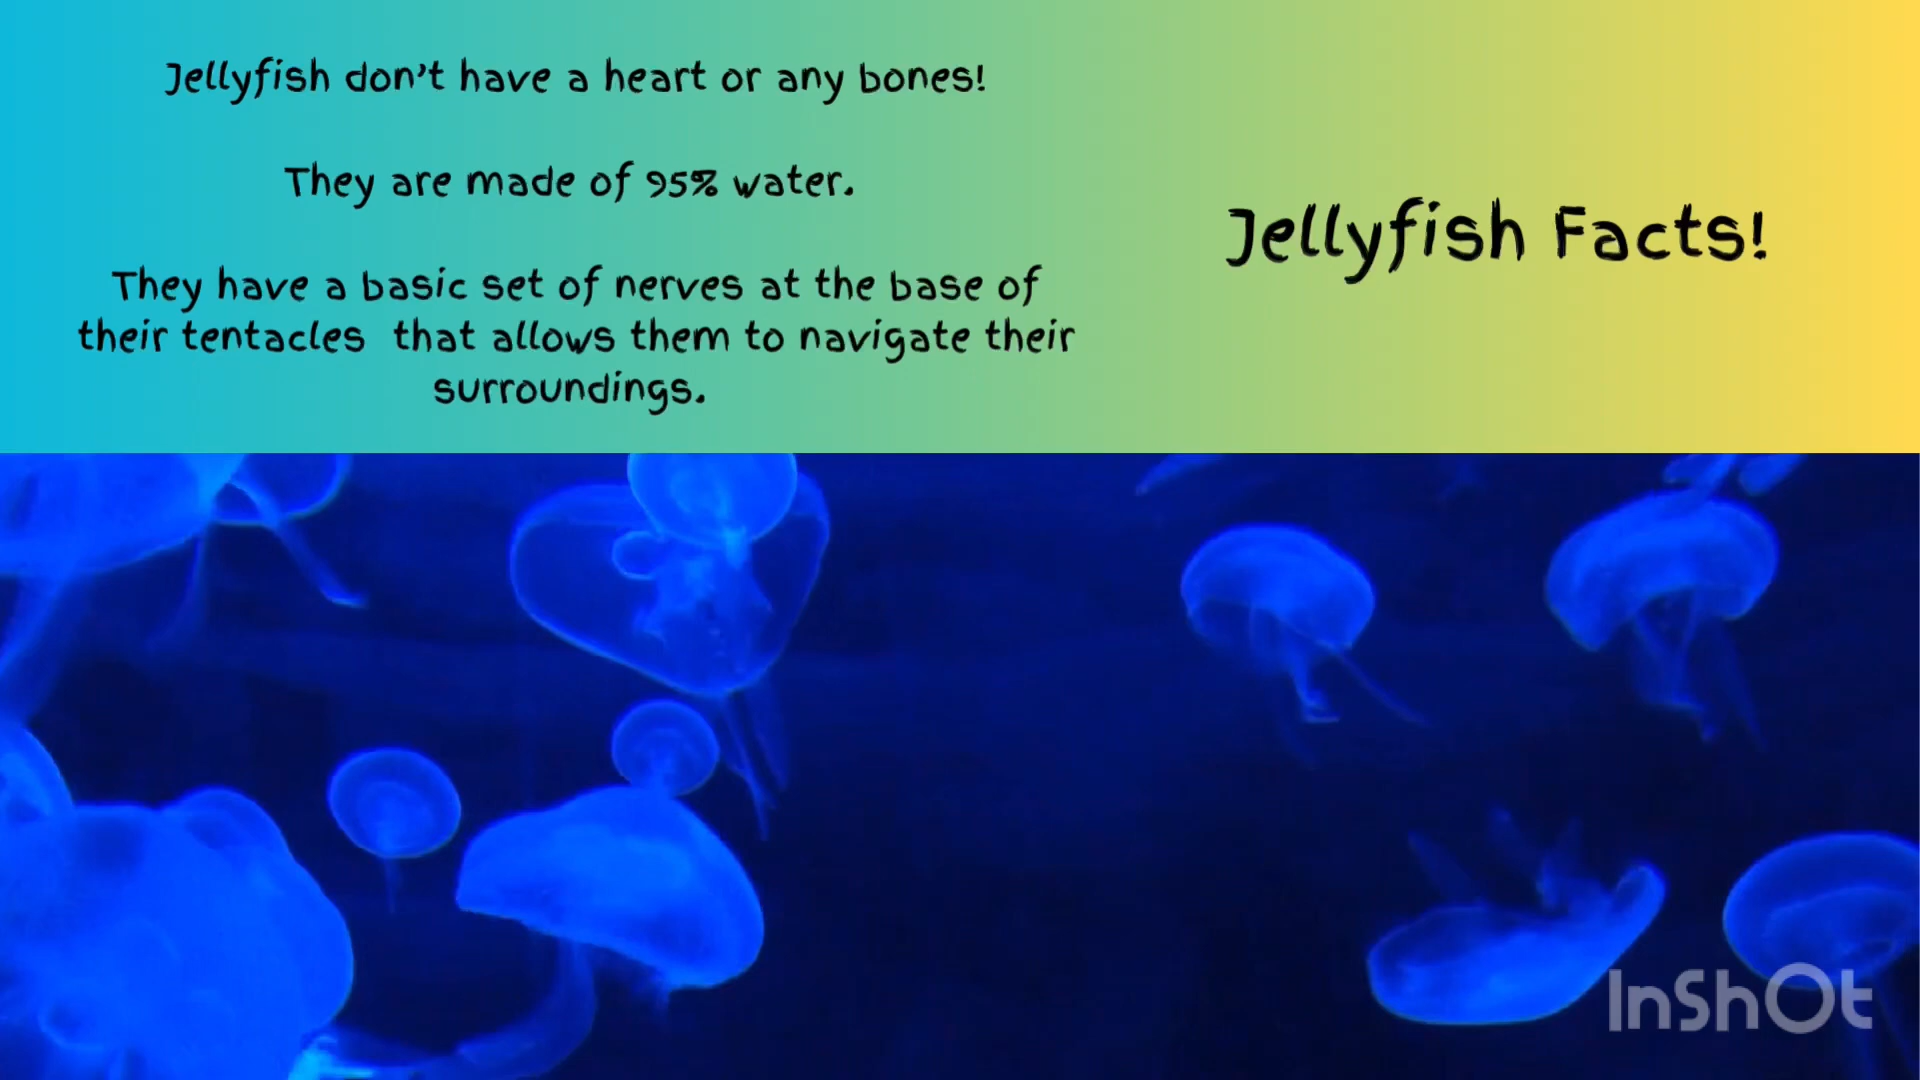 Jellyfish don't have a heart or any bones!
They are made of 95% water.
They have a basic set of nerves at the base of
their tentacles that allows them to navigate their
surroundings.
Jellyfish Facts!
InShOt